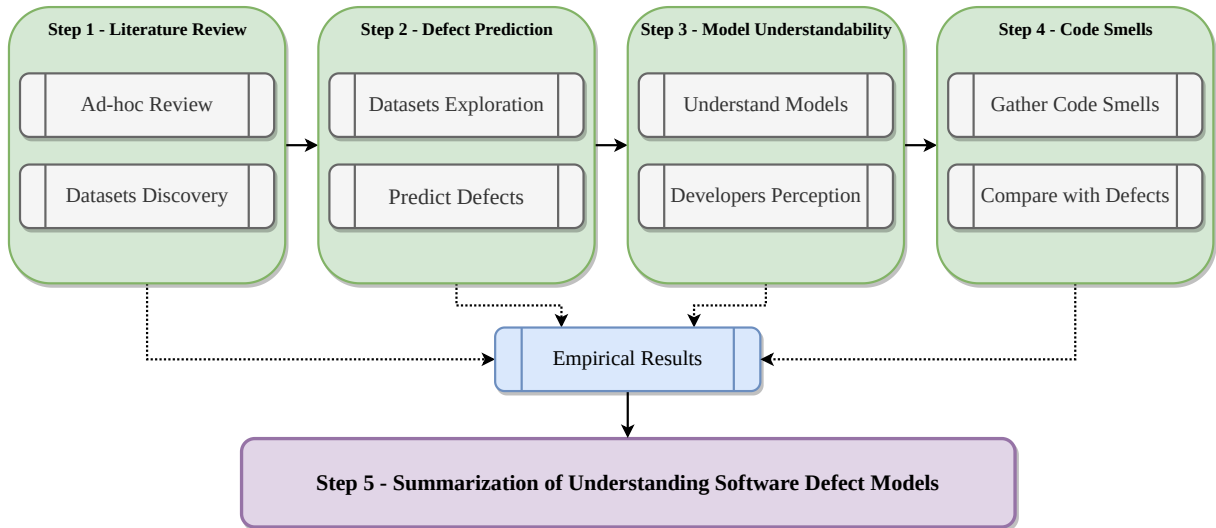 Step 1 - Literature Review
Ad-hoc Review
Datasets Discovery
Step 2 - Defect Prediction
Datasets Exploration
Predict Defects
Step 3 - Model Understandability
Understand Models
Developers Perception
Step 4 - Code Smells
Gather Code Smells
Compare with Defects
Empirical Results
Step 5 - Summarization of Understanding Software Defect Models